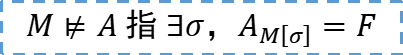 M ⊭ A 指 ∃σ，A_{M[σ]} = F